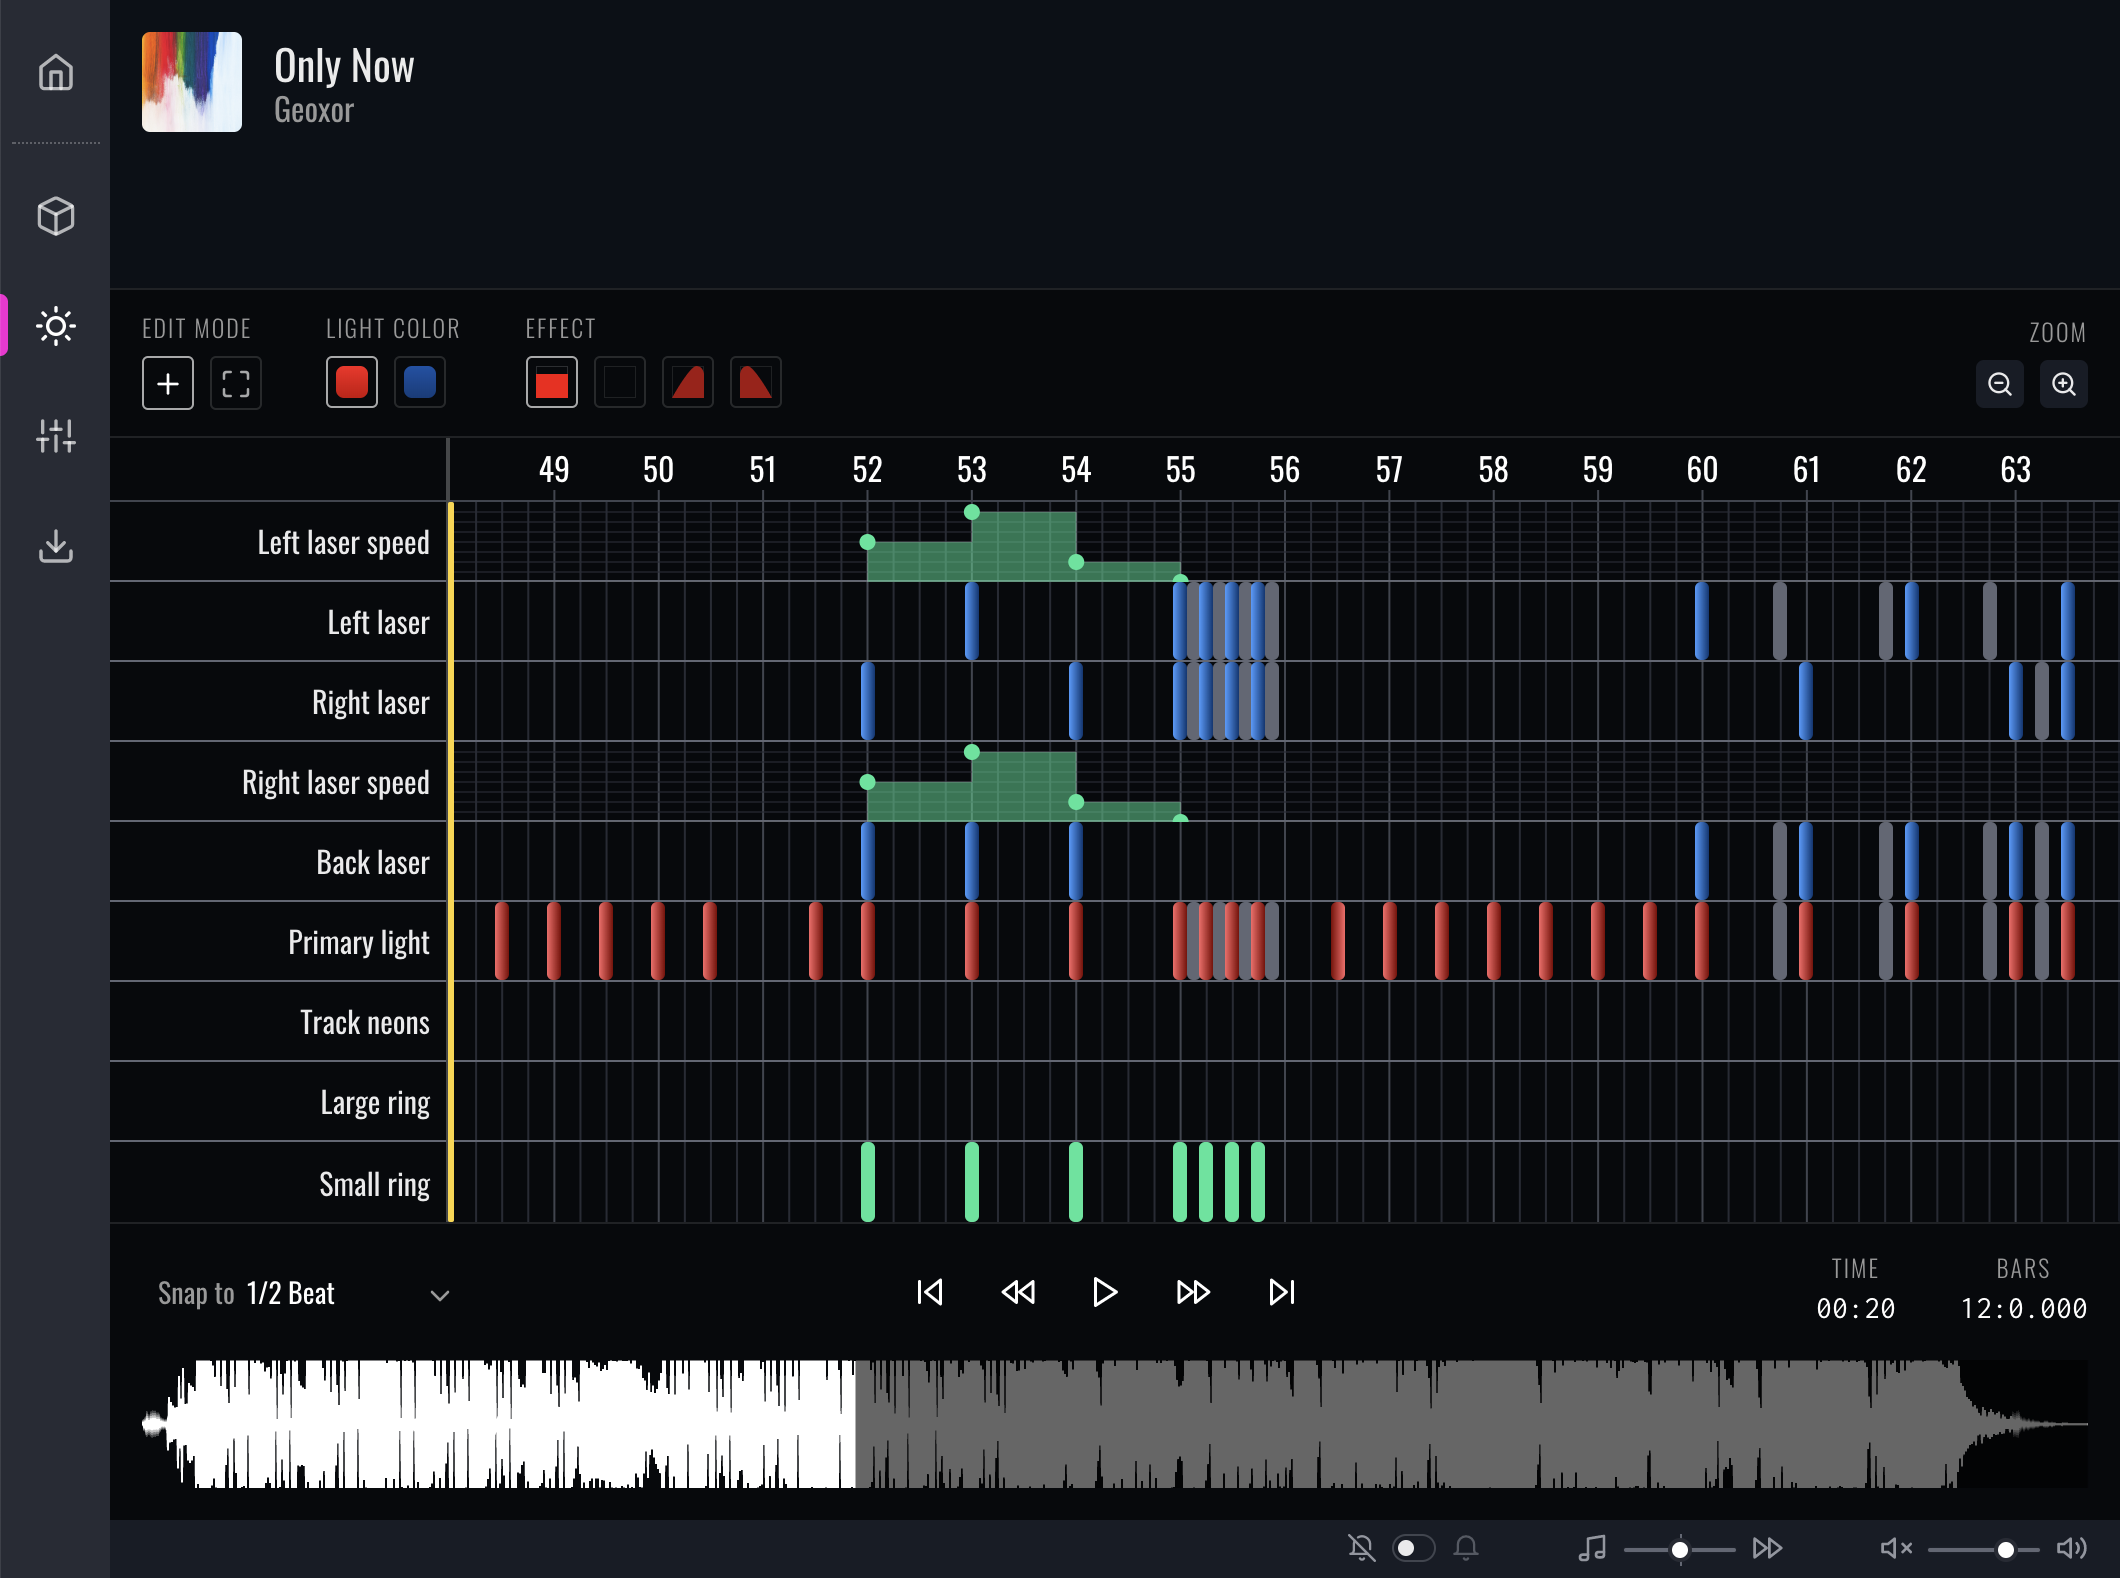 Only Now
Geoxor
EDIT MODE LIGHT COLOR EFFECT ZOOM
49 50 51 52 53 54 55 56 57 58 59 60 61 62 63
Left laser speed
Left laser
Right laser
Right laser speed
Back laser
Primary light
Track neons
Large ring
Small ring
Snap to 1/2 Beat
TIME BARS
00:20 12:0.000